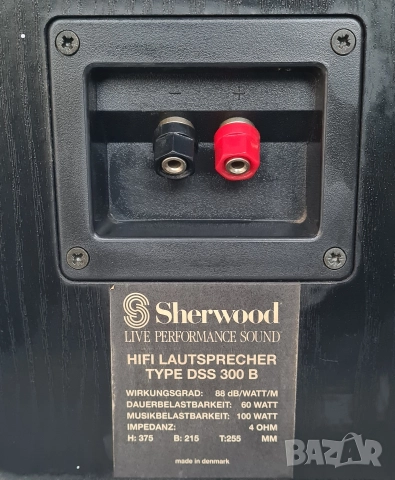 − +
Sherwood
LIVE PERFORMANCE SOUND
HIFI LAUTSPRECHER
TYPE DSS 300 B
WIRKUNGSGRAD: 88 dB/WATT/M
DAUERBELASTBARKEIT: 60 WATT
MUSIKBELASTBARKEIT: 100 WATT
IMPEDANZ: 4 OHM
H: 375 B: 215 T:255 MM
made in denmark
BAZAR